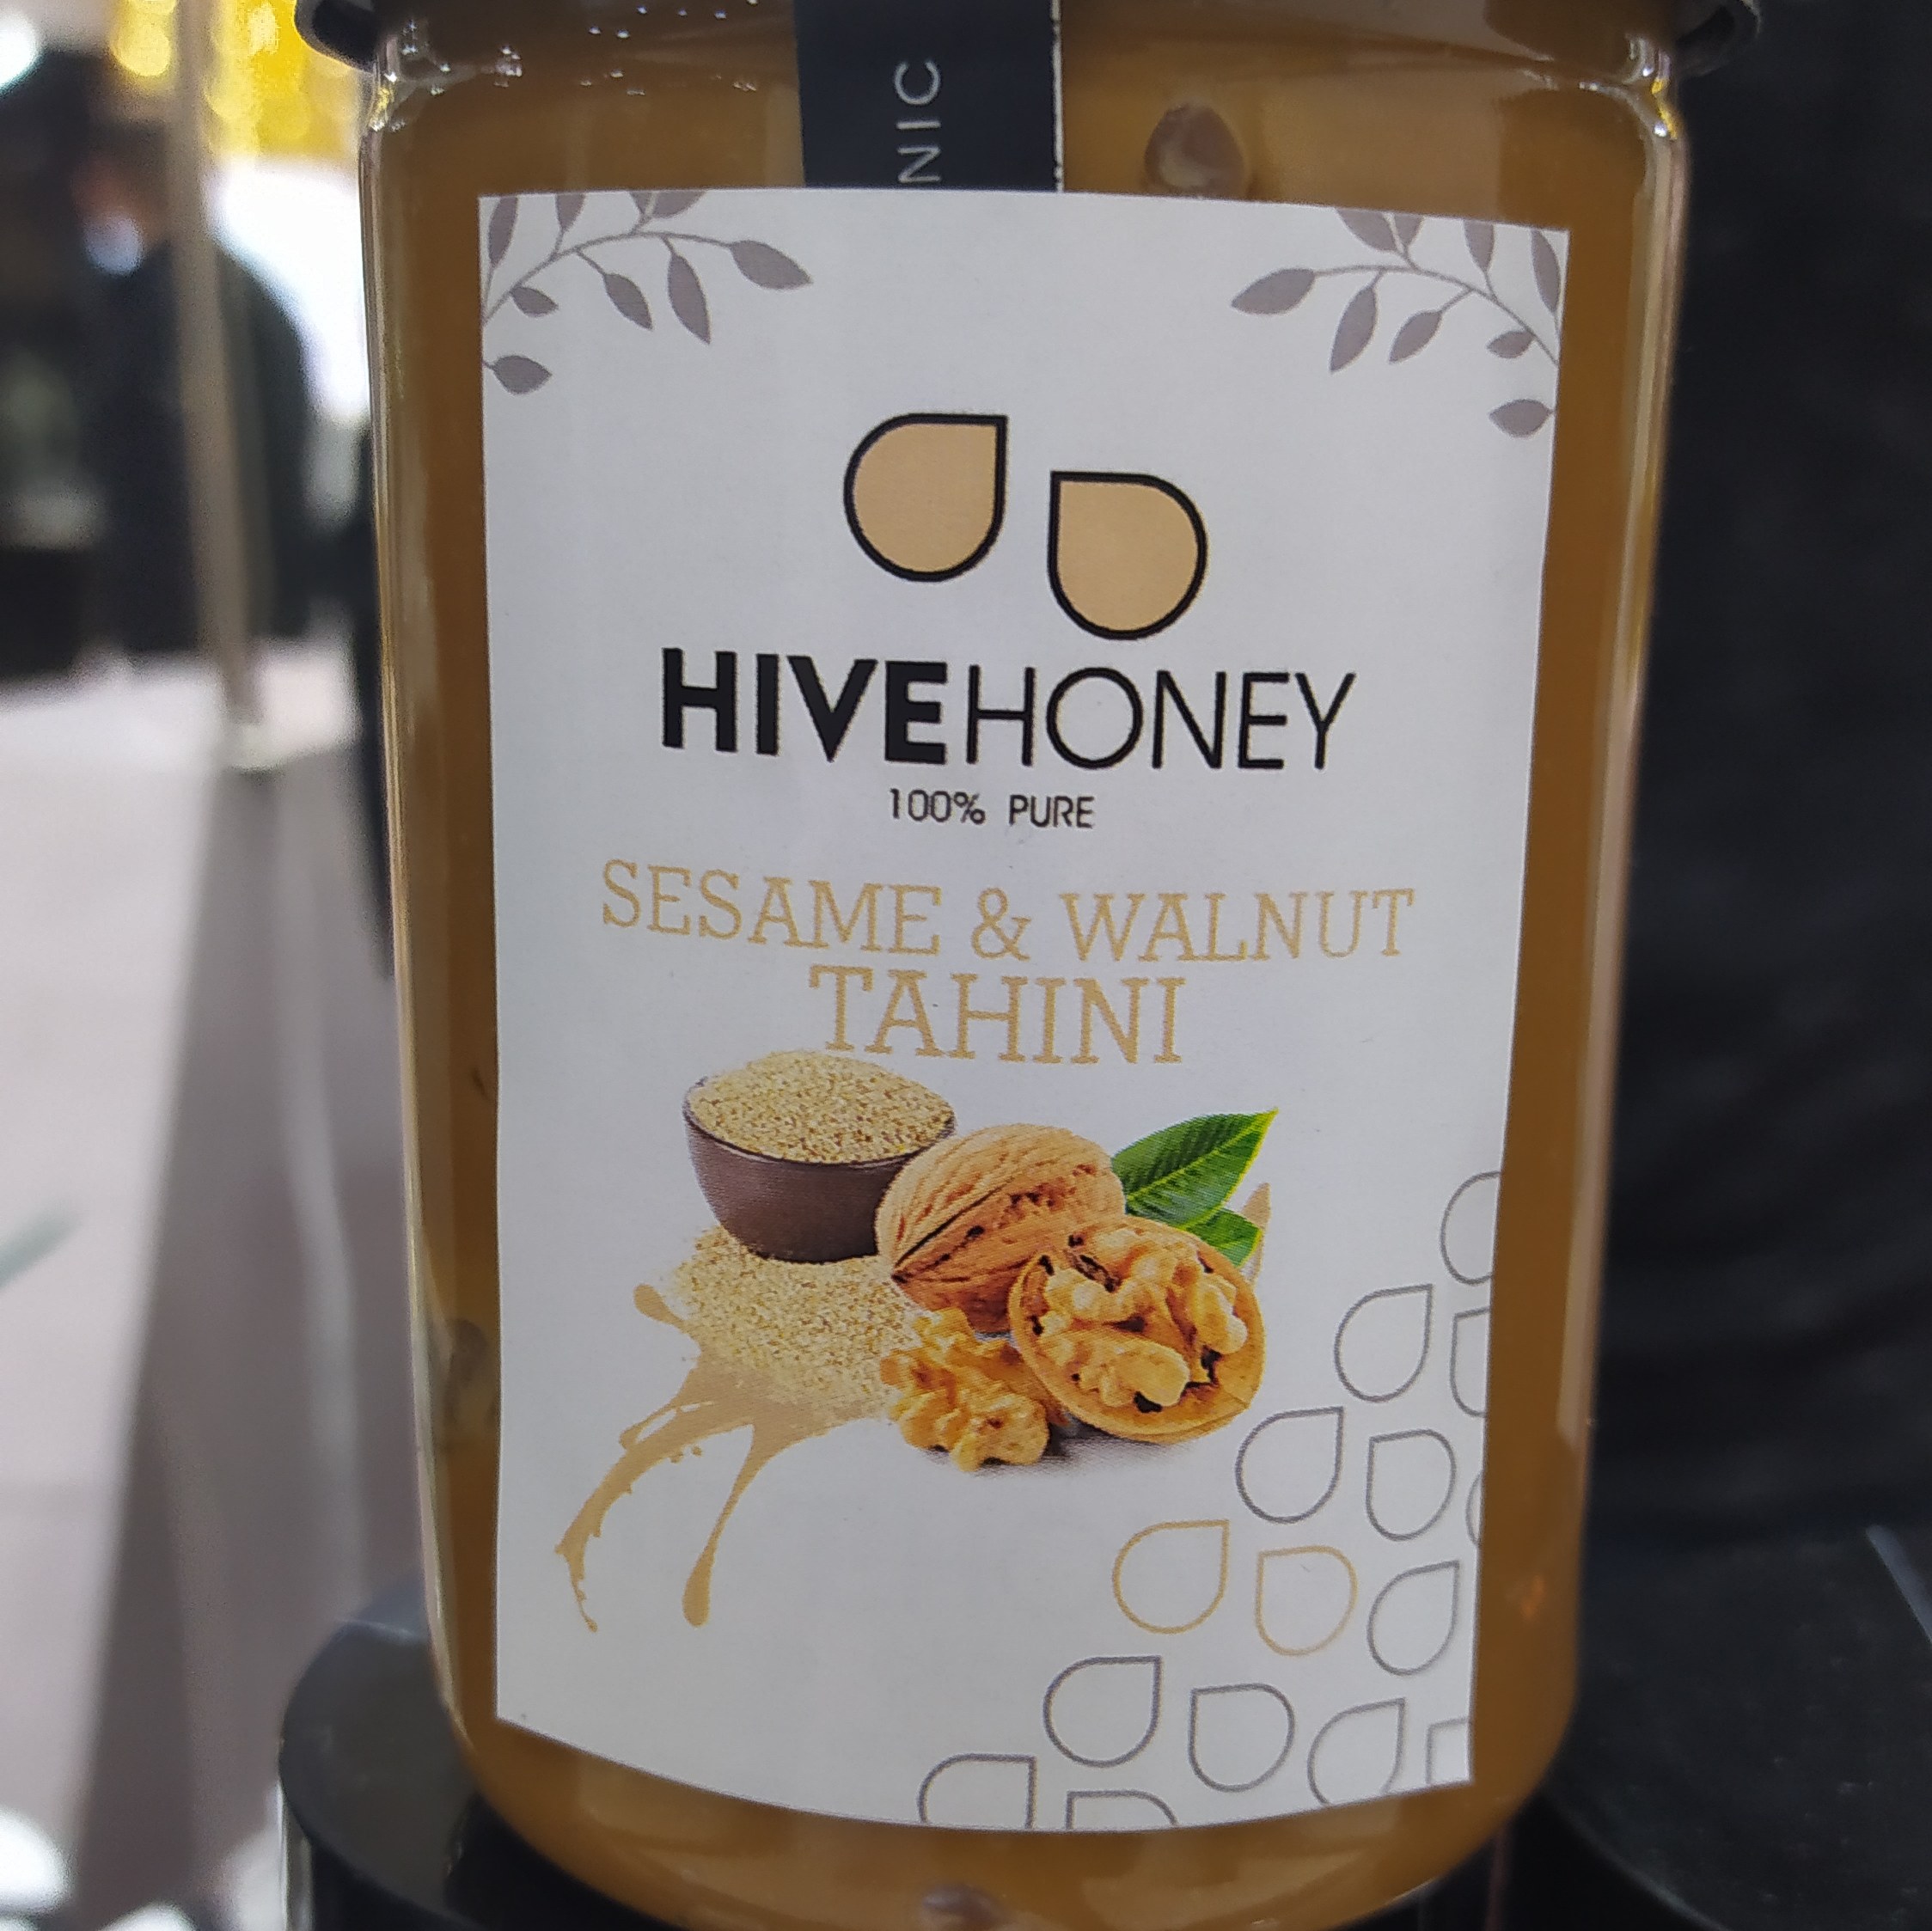 NIC
HIVEHONEY
100% PURE
SESAME & WALNUT
TAHINI